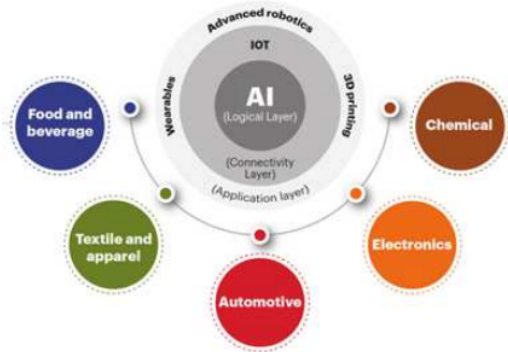 Advanced robotics
IOT
Wearables
3D printing
AI
(Logical Layer)
(Connectivity
Layer)
(Application layer)
Food and
beverage
Chemical
Textile and
apparel
Electronics
Automotive